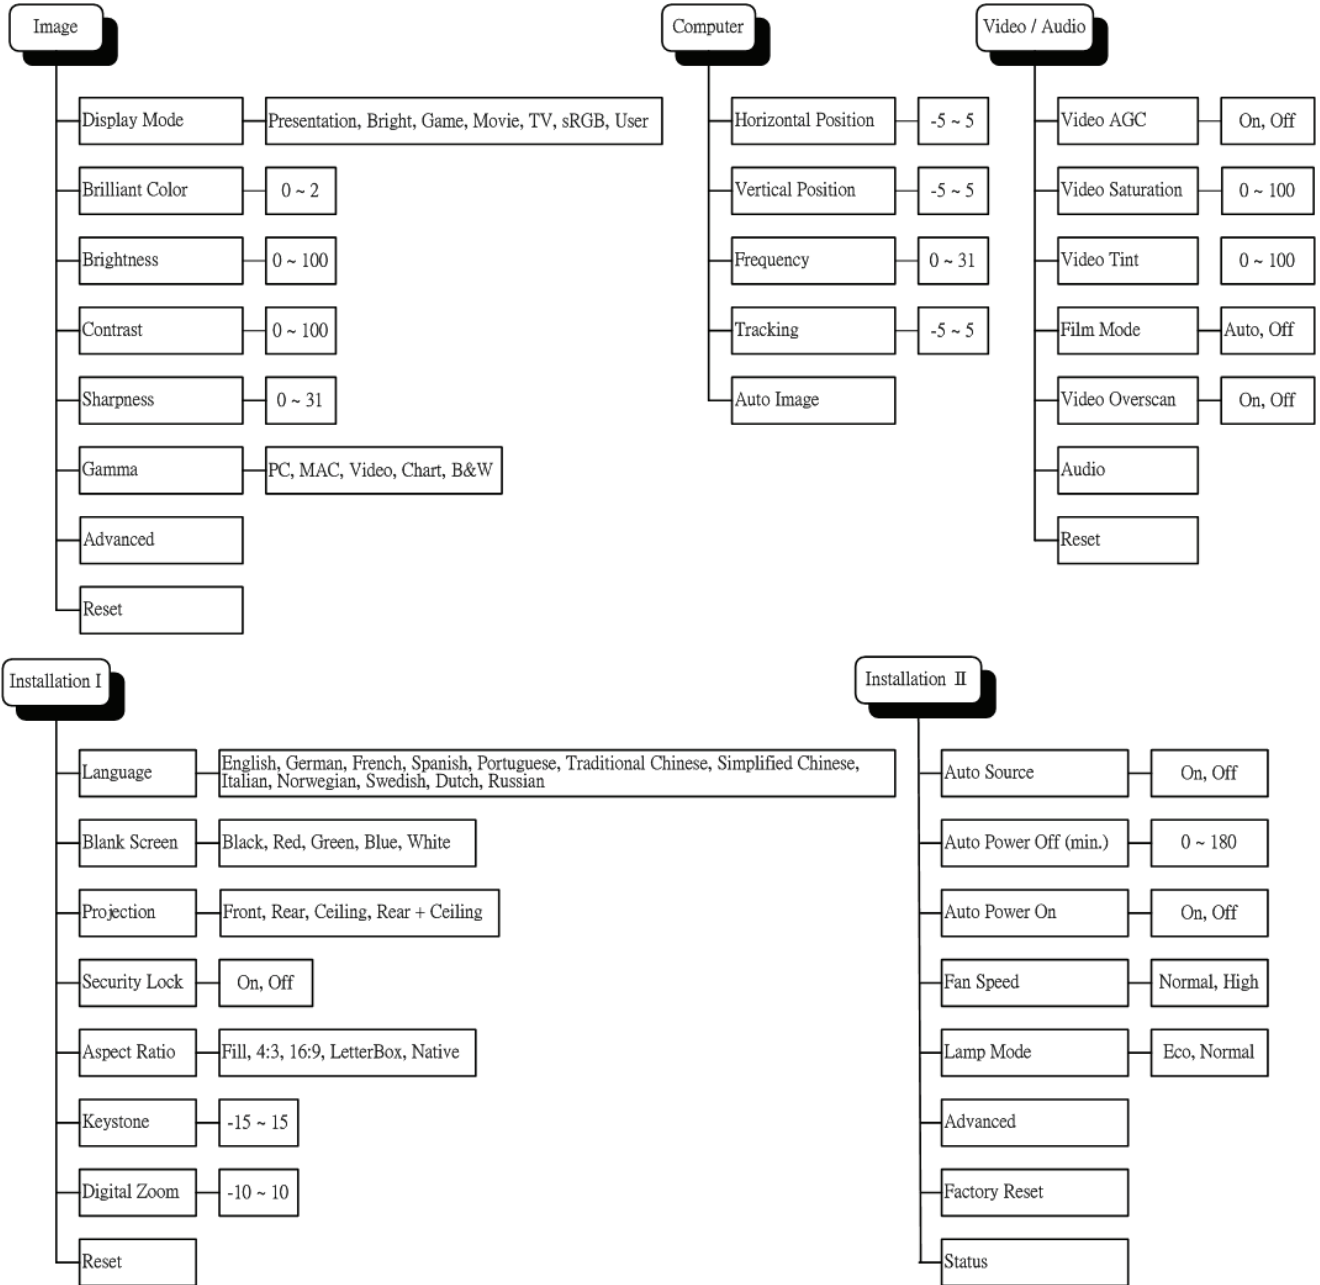 Image
Display Mode
Presentation, Bright, Game, Movie, TV, sRGB, User
Brilliant Color
0 ~ 2
Brightness
0 ~ 100
Contrast
0 ~ 100
Sharpness
0 ~ 31
Gamma
PC, MAC, Video, Chart, B&W
Advanced
Reset
Computer
Horizontal Position
-5 ~ 5
Vertical Position
-5 ~ 5
Frequency
0 ~ 31
Tracking
-5 ~ 5
Auto Image
Video / Audio
Video AGC
On, Off
Video Saturation
0 ~ 100
Video Tint
0 ~ 100
Film Mode
Auto, Off
Video Overscan
On, Off
Audio
Reset
Installation I
Language
English, German, French, Spanish, Portuguese, Traditional Chinese, Simplified Chinese,
Italian, Norwegian, Swedish, Dutch, Russian
Blank Screen
Black, Red, Green, Blue, White
Projection
Front, Rear, Ceiling, Rear + Ceiling
Security Lock
On, Off
Aspect Ratio
Fill, 4:3, 16:9, LetterBox, Native
Keystone
-15 ~ 15
Digital Zoom
-10 ~ 10
Reset
Installation II
Auto Source
On, Off
Auto Power Off (min.)
0 ~ 180
Auto Power On
On, Off
Fan Speed
Normal, High
Lamp Mode
Eco, Normal
Advanced
Factory Reset
Status